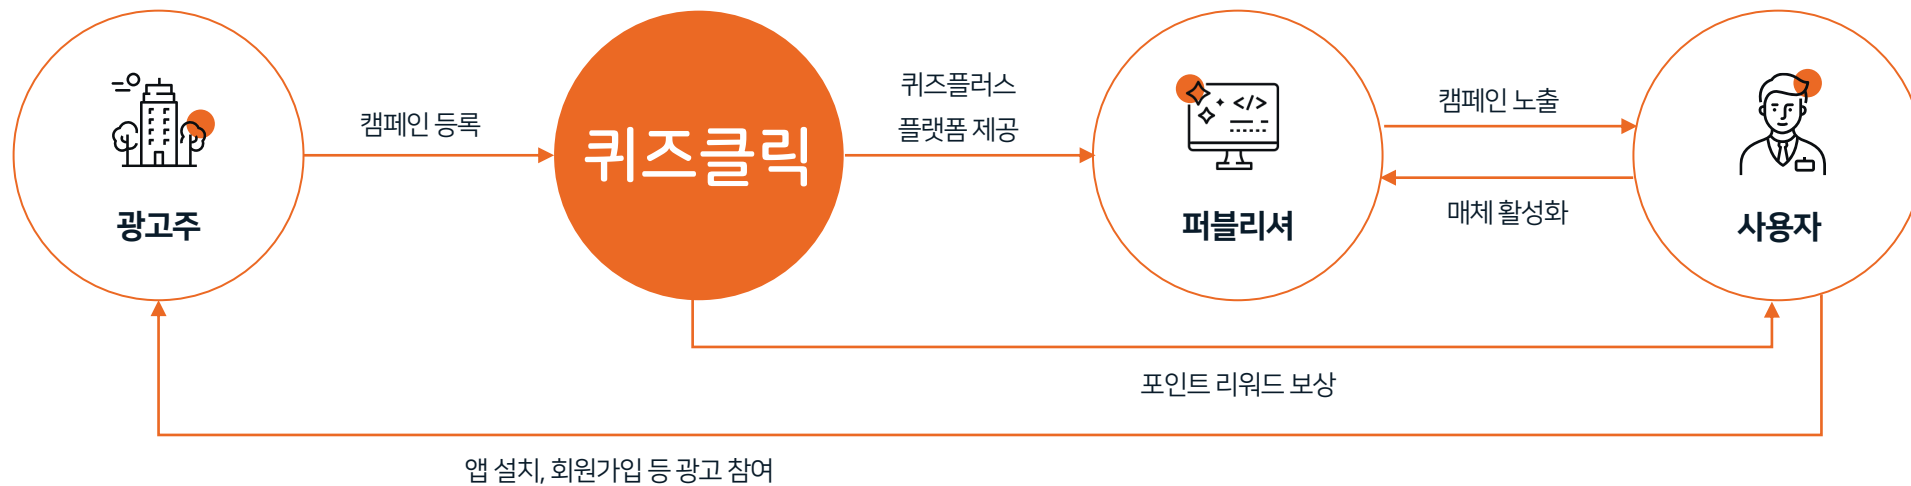 캠페인 등록
퀴즈플러스
플랫폼 제공
캠페인 노출
퀴즈클릭
광고주
퍼블리셔
매체 활성화
사용자
포인트 리워드 보상
앱 설치, 회원가입 등 광고 참여